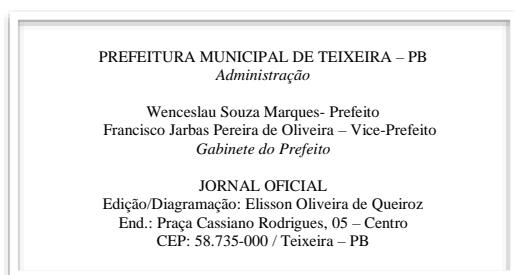 PREFEITURA MUNICIPAL DE TEIXEIRA – PB
Administração
Wenceslau Souza Marques- Prefeito
Francisco Jarbas Pereira de Oliveira – Vice-Prefeito
Gabinete do Prefeito
JORNAL OFICIAL
Edição/Diagramação: Elisson Oliveira de Queiroz
End.: Praça Cassiano Rodrigues, 05 – Centro
CEP: 58.735-000 / Teixeira – PB